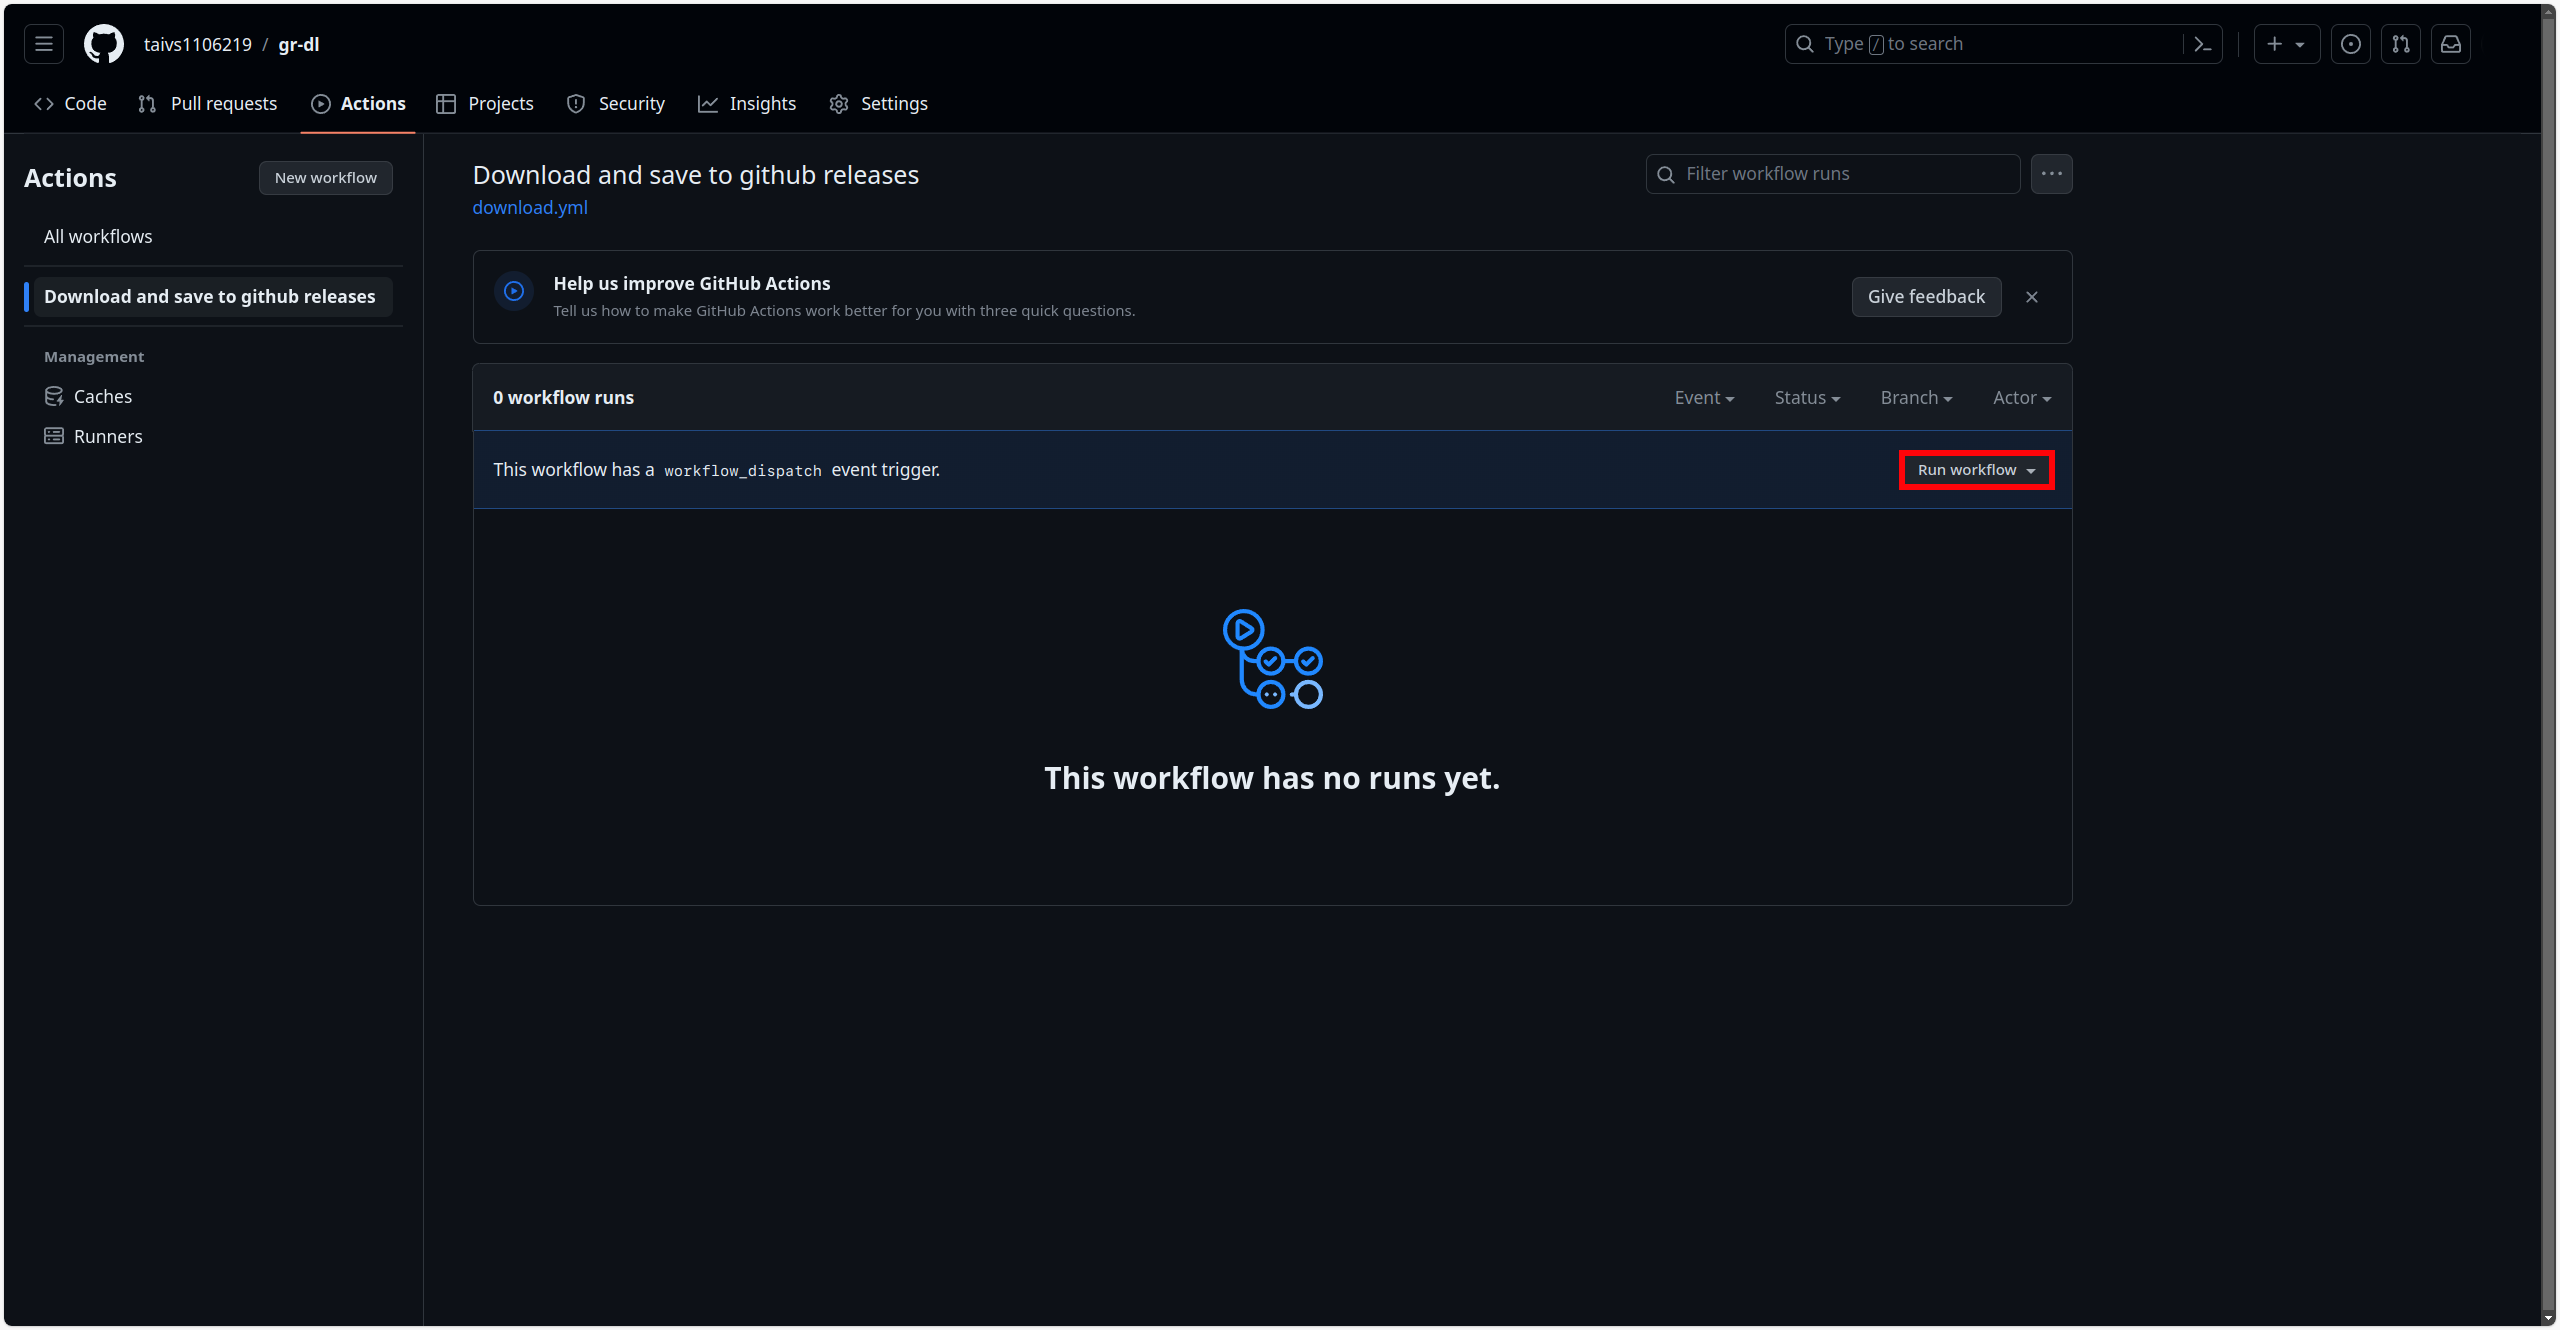 taivs1106219 / gr-dl
Type / to search
Code
Pull requests
Actions
Projects
Security
Insights
Settings
Actions
New workflow
All workflows
Download and save to github releases
Management
Caches
Runners
Download and save to github releases
download.yml
Filter workflow runs
Help us improve GitHub Actions
Tell us how to make GitHub Actions work better for you with three quick questions.
Give feedback
0 workflow runs
Event
Status
Branch
Actor
This workflow has a workflow_dispatch event trigger.
Run workflow
This workflow has no runs yet.